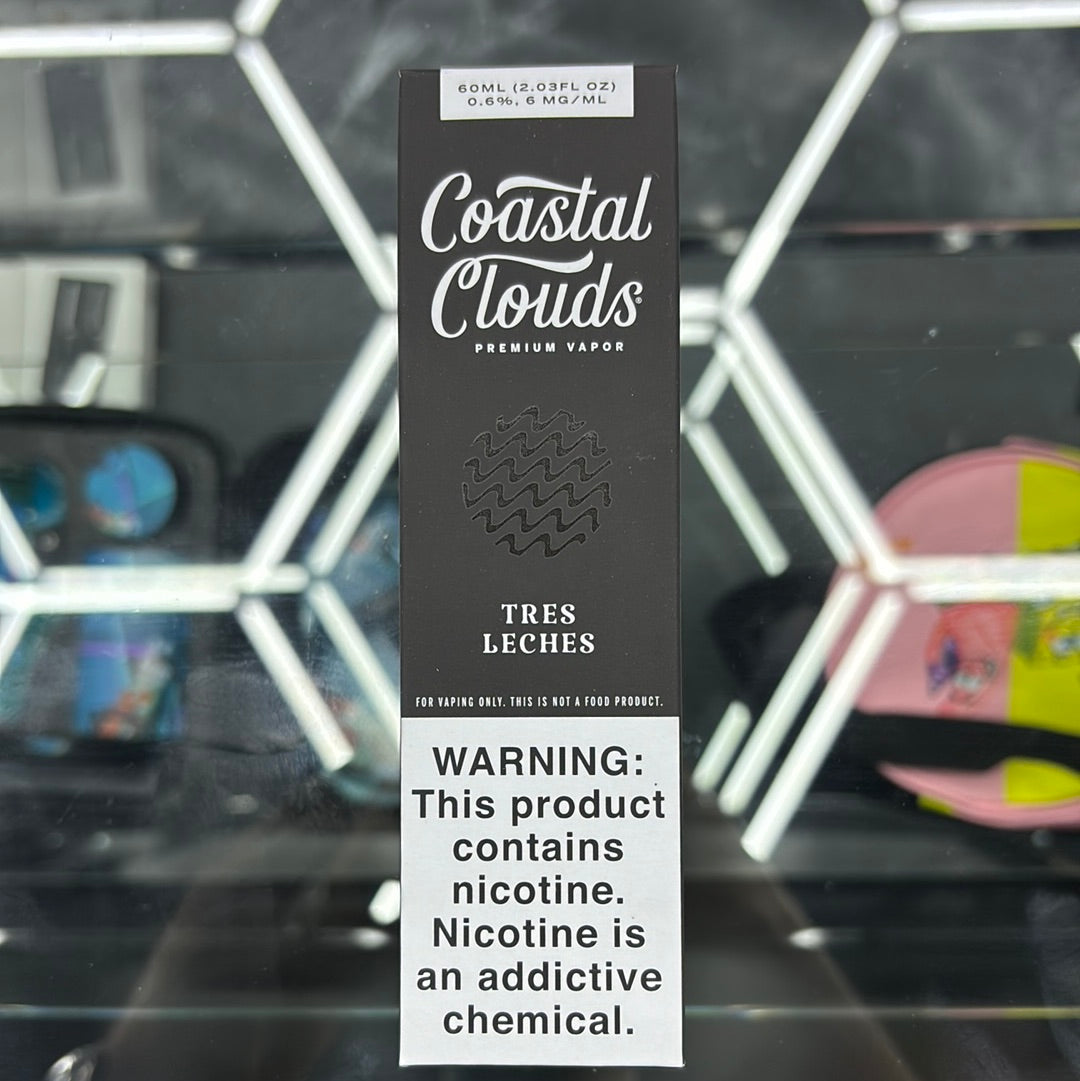 60ML (2.03FL OZ)
0.6%, 6 MG/ML
Coastal
Clouds®
PREMIUM VAPOR
TRES
LECHES
FOR VAPING ONLY. THIS IS NOT A FOOD PRODUCT.
WARNING:
This product
contains
nicotine.
Nicotine is
an addictive
chemical.